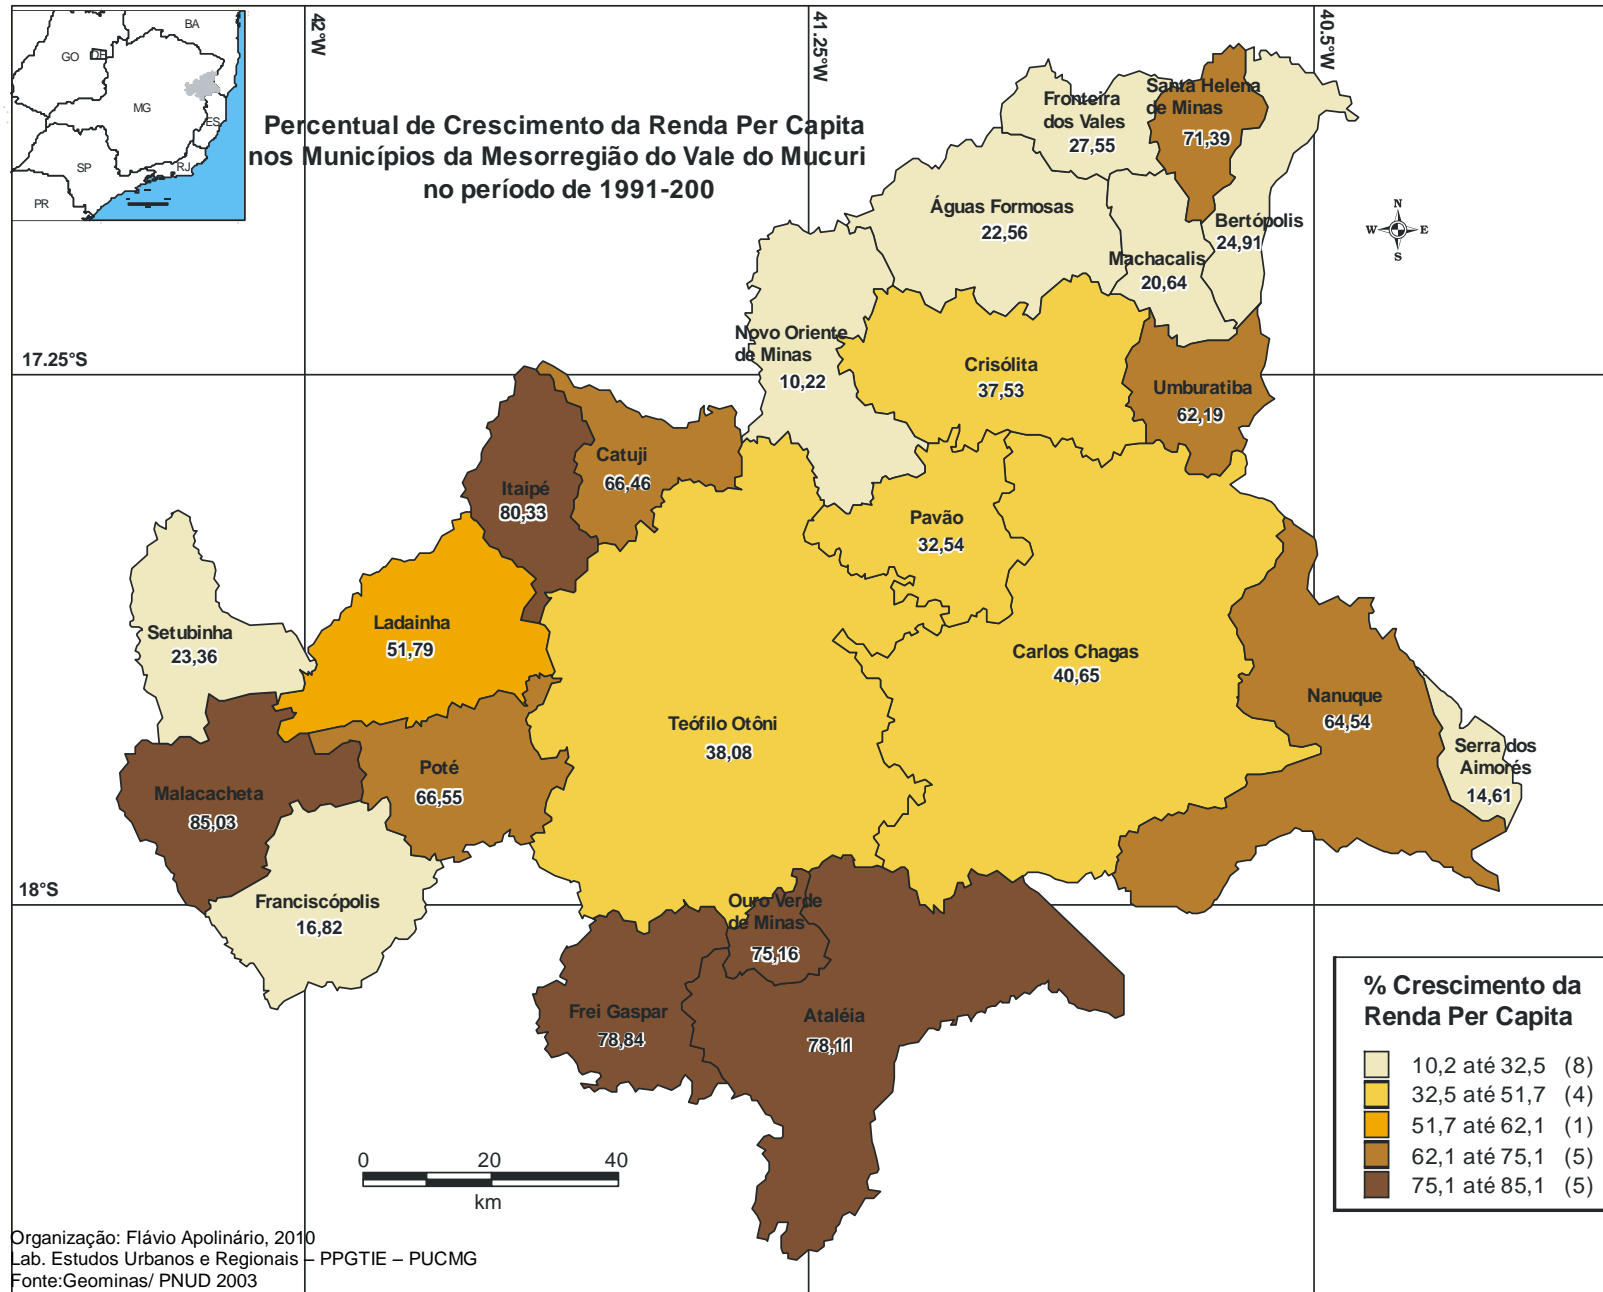 BA
GO
DF
MG
ES
SP
RJ
PR
42°W
41.25°W
40.5°W
Percentual de Crescimento da Renda Per Capita
nos Municípios da Mesorregião do Vale do Mucuri
no período de 1991-200
Fronteira
dos Vales
27,55
Santa Helena
de Minas
71,39
Águas Formosas
22,56
Bertópolis
24,91
Machacalis
20,64
N
W
E
S
Novo Oriente
de Minas
10,22
17.25°S
Crisólita
37,53
Umburatiba
62,19
Catuji
66,46
Itaipé
80,33
Pavão
32,54
Setubinha
23,36
Ladainha
51,79
Carlos Chagas
40,65
Nanuque
64,54
Teófilo Otôni
38,08
Serra dos
Aimorés
14,61
Poté
66,55
Malacacheta
85,03
18°S
Franciscópolis
16,82
Ouro Verde
de Minas
75,16
Frei Gaspar
78,84
Ataléia
78,11
% Crescimento da
Renda Per Capita
10,2 até 32,5 (8)
32,5 até 51,7 (4)
51,7 até 62,1 (1)
62,1 até 75,1 (5)
75,1 até 85,1 (5)
0 20 40
km
Organização: Flávio Apolinário, 2010
Lab. Estudos Urbanos e Regionais – PPGTIE – PUCMG
Fonte:Geominas/ PNUD 2003